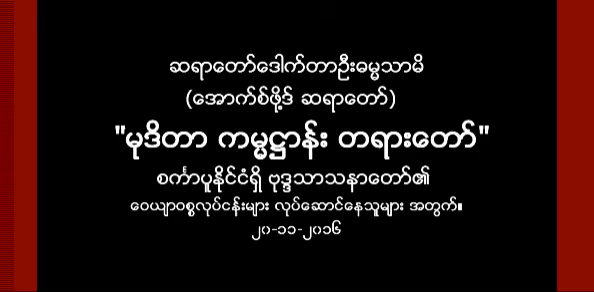 ဆရာတော်ဒေါက်တာဦးဓမ္မသာမိ
(အောက်စ်ဖို့ဒ် ဆရာတော်)
"မုဒိတာ ကမ္မဋ္ဌာန်း တရားတော်"
စင်္ကာပူနိုင်ငံရှိ ဗုဒ္ဓသာသနာတော်၏
ဝေယျာဝစ္စလုပ်ငန်းများ လုပ်ဆောင်နေသူများ အတွက်။
၂၀-၁၁-၂၀၁၆